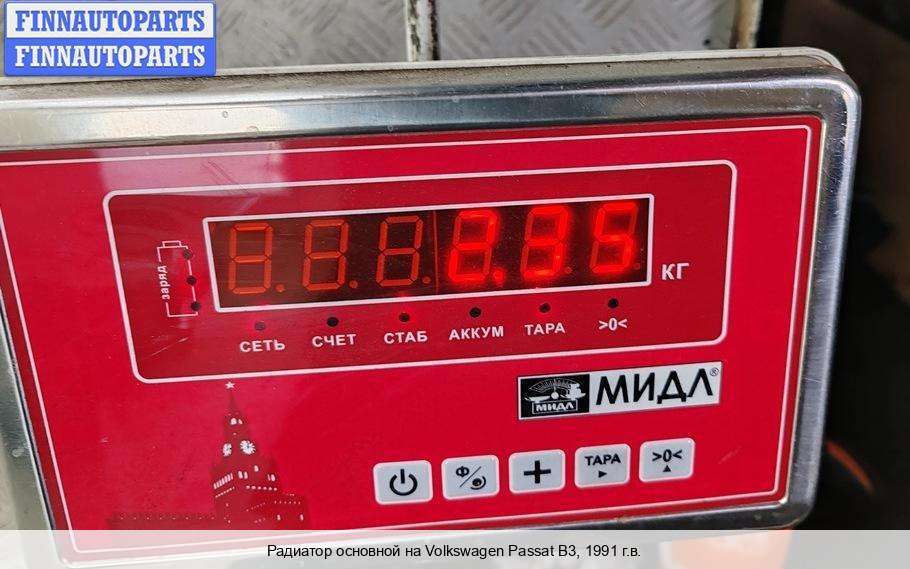 FINNAUTOPARTS
FINNAUTOPARTS
2.35
КГ
заряд
СЕТЬ СЧЕТ СТАБ АККУМ ТАРА >0<
МИДЛ МИДЛ®
Ф ТАРА >0<
Радиатор основной на Volkswagen Passat B3, 1991 г.в.